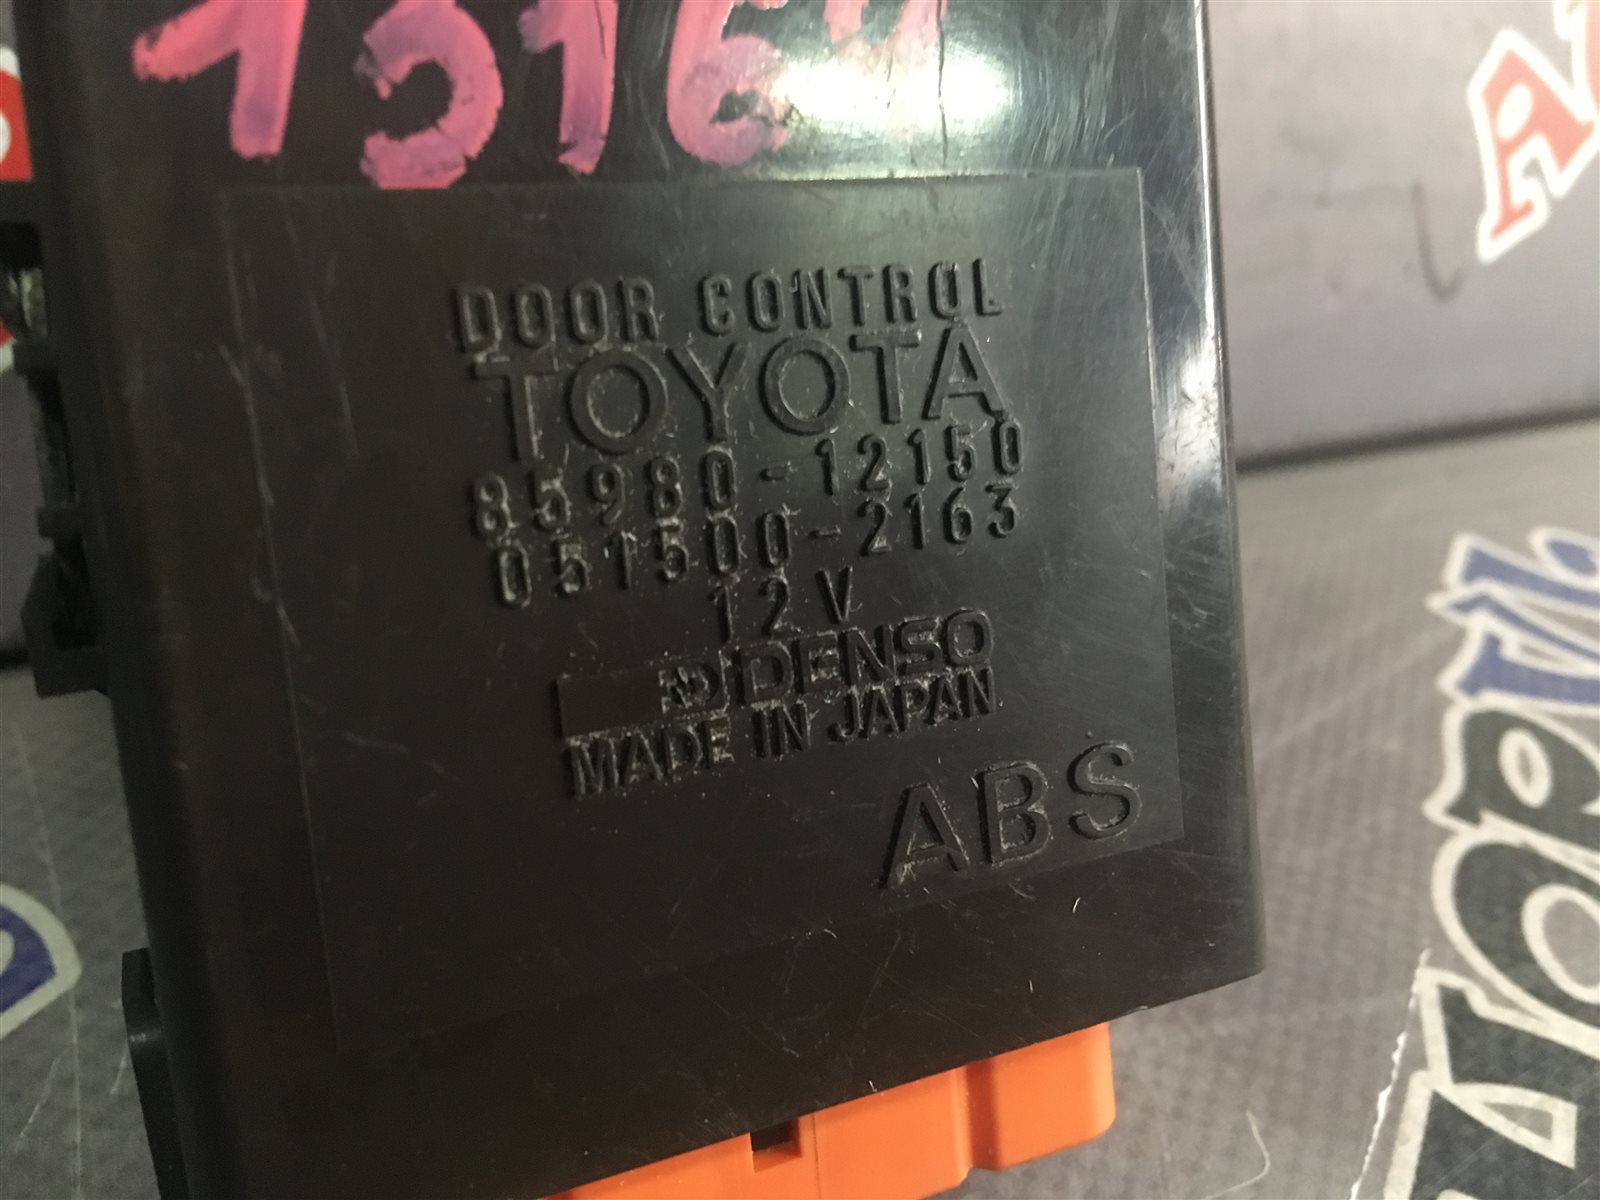 DOOR CONTROL
TOYOTA
85980-12150
051500-2163
12V
DENSO
MADE IN JAPAN
ABS